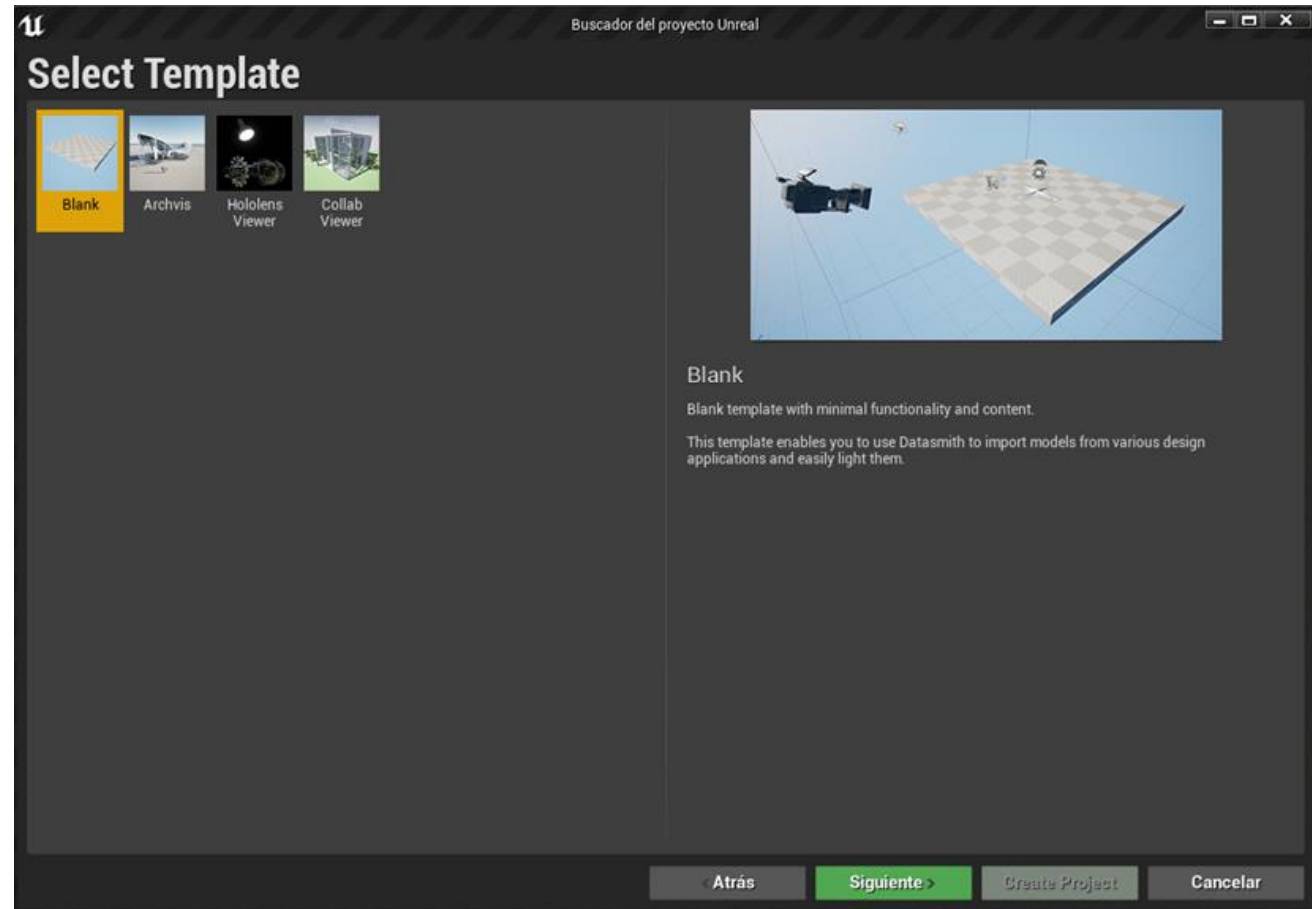 Buscador del proyecto Unreal
Select Template
Blank
Archvis
Hololens
Viewer
Collab
Viewer
Blank
Blank template with minimal functionality and content.
This template enables you to use Datasmith to import models from various design
applications and easily light them.
< Atrás
Siguiente >
Create Project
Cancelar